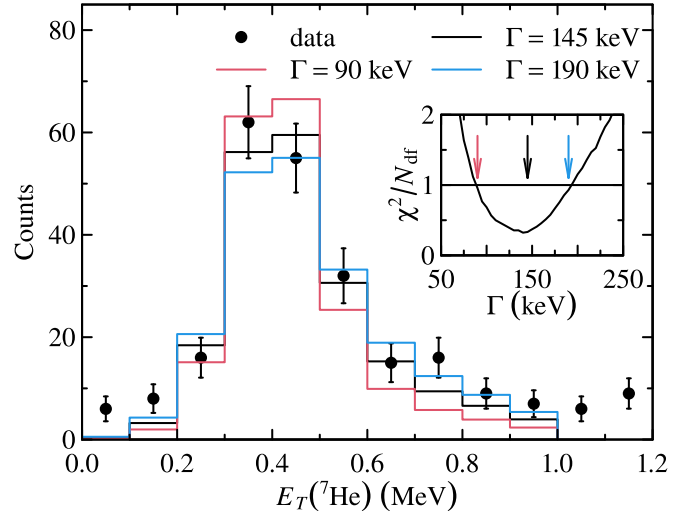 80
60
40
20
0
Counts
data
Γ = 90 keV
Γ = 145 keV
Γ = 190 keV
2
1
0
χ²/N_df
50 150 250
Γ (keV)
0.0 0.2 0.4 0.6 0.8 1.0 1.2
E_T(⁷He) (MeV)